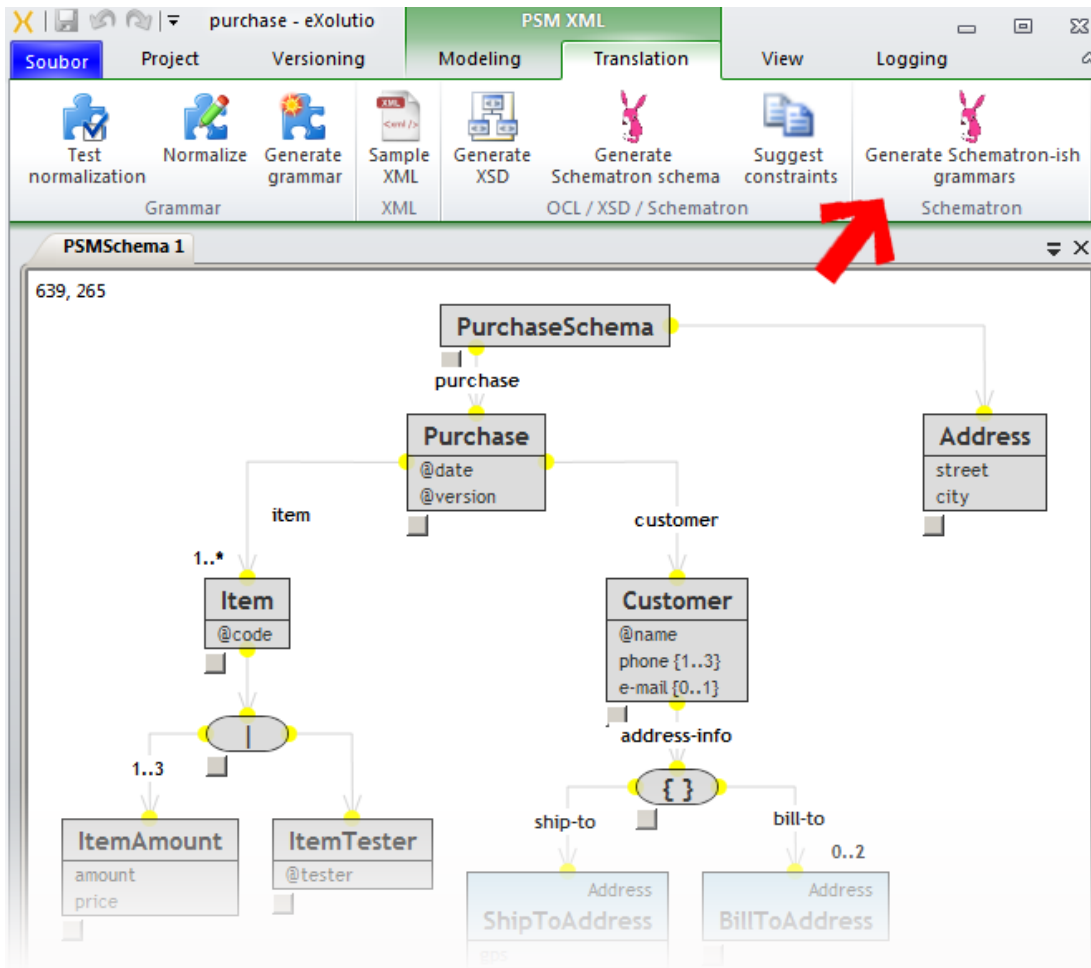 purchase - eXolutio
PSM XML
Soubor Project Versioning Modeling Translation View Logging
XML
<xml />
Test Normalize Generate Sample Generate Generate Suggest Generate Schematron-ish
normalization grammar XML XSD Schematron schema constraints grammars
Grammar XML OCL / XSD / Schematron Schematron
PSMSchema 1
639, 265
PurchaseSchema
purchase
Purchase
@date
@version
Address
street
city
item
customer
1..*
Item
@code
Customer
@name
phone {1..3}
e-mail {0..1}
|
address-info
1..3
{ }
ship-to
bill-to
0..2
ItemAmount
amount
price
ItemTester
@tester
Address
ShipToAddress
gps
Address
BillToAddress